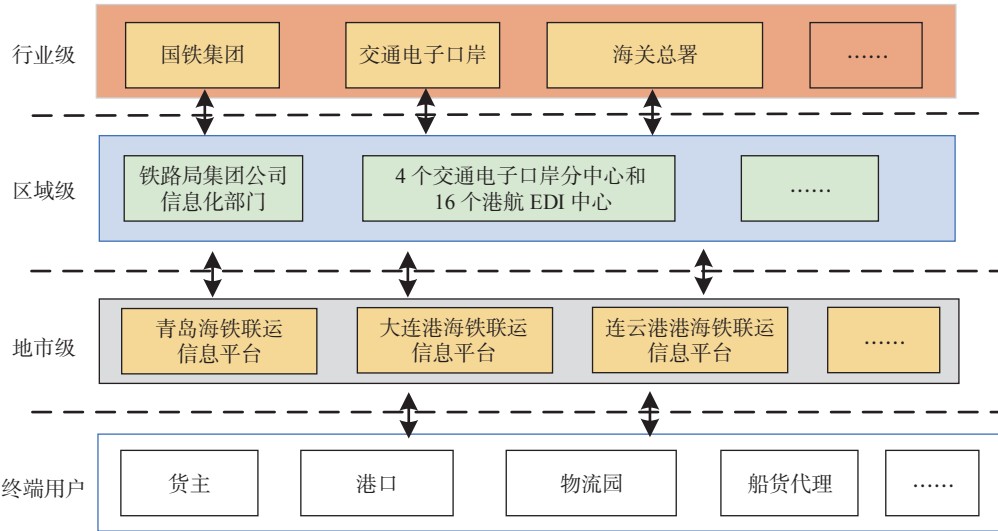 行业级
国铁集团
交通电子口岸
海关总署
……
区域级
铁路局集团公司
信息化部门
4 个交通电子口岸分中心和
16 个港航 EDI 中心
……
地市级
青岛海铁联运
信息平台
大连港海铁联运
信息平台
连云港港海铁联运
信息平台
……
终端用户
货主
港口
物流园
船货代理
……